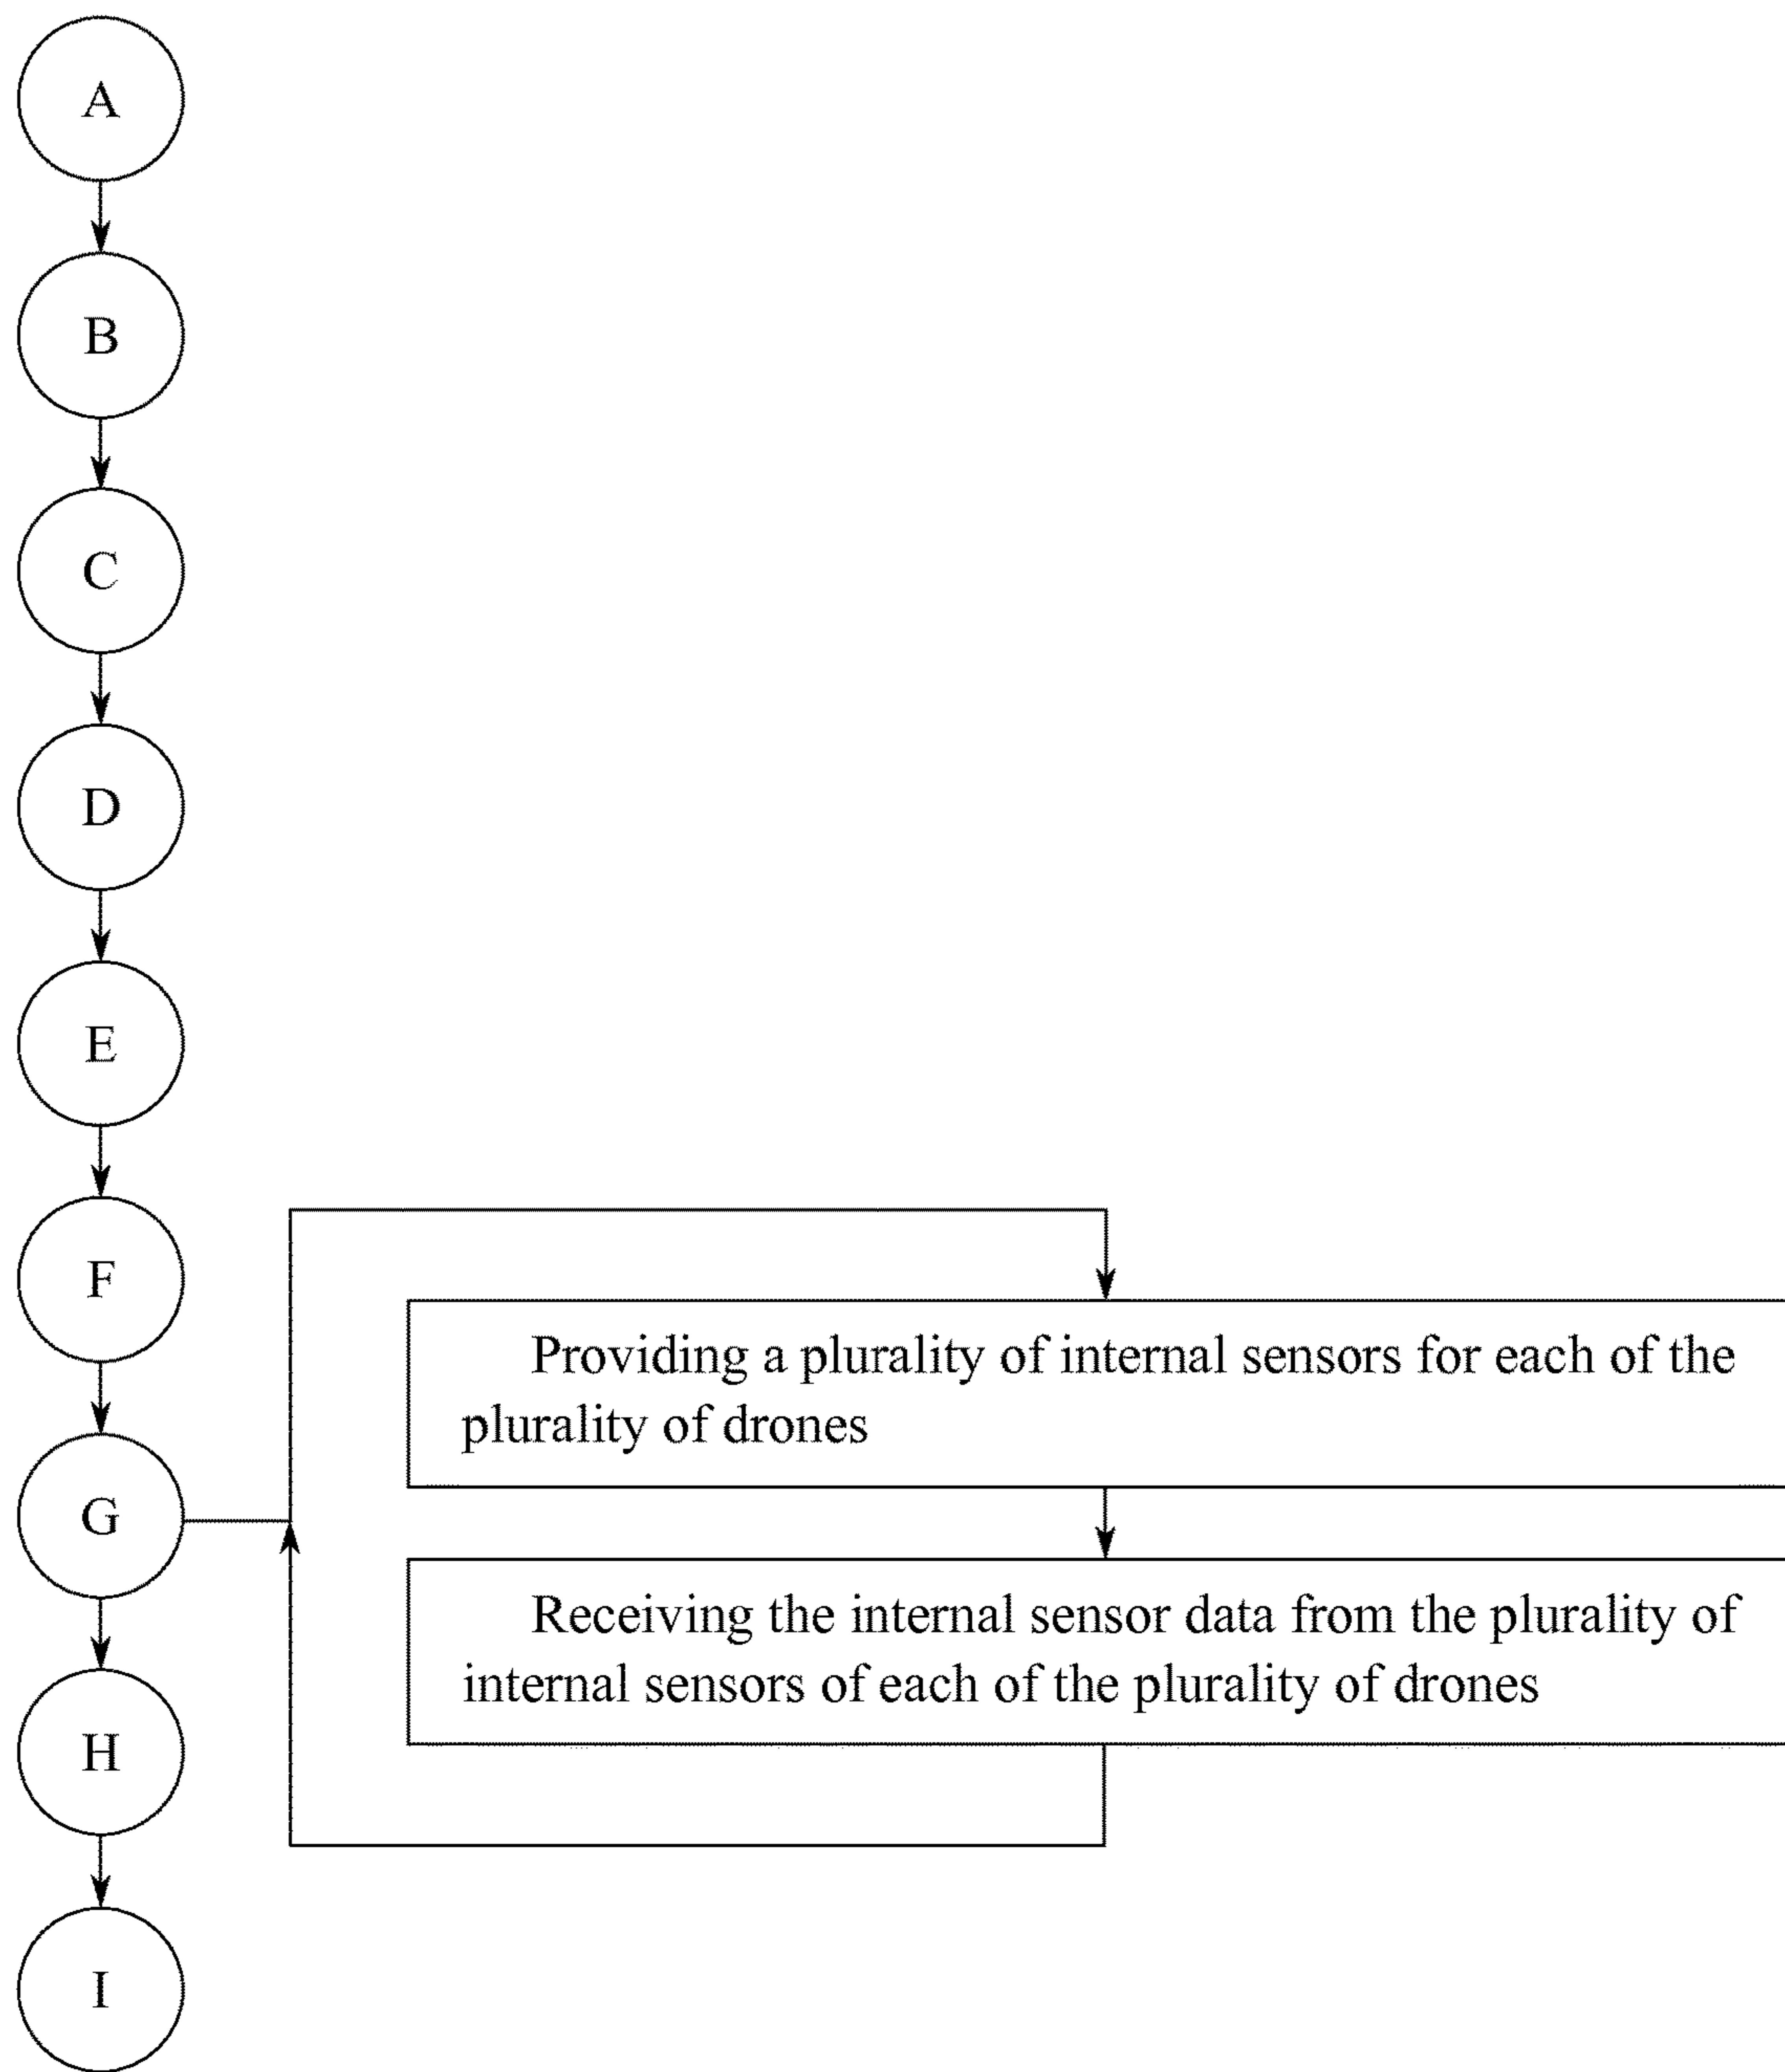 A
B
C
D
E
F
Providing a plurality of internal sensors for each of the
plurality of drones
G
Receiving the internal sensor data from the plurality of
internal sensors of each of the plurality of drones
H
I